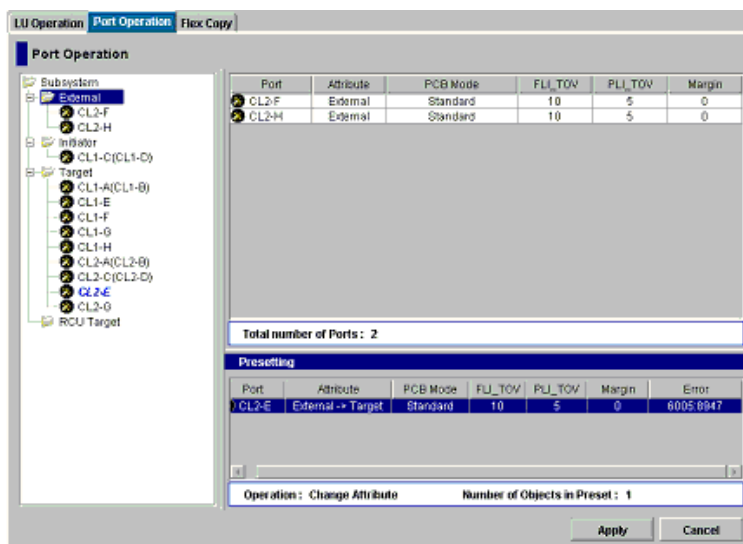 LU Operation Port Operation Flex Copy
Port Operation
Subsystem
External
CL2-F
CL2-H
Initiator
CL1-C(CL1-D)
Target
CL1-A(CL1-B)
CL1-E
CL1-F
CL1-G
CL1-H
CL2-A(CL2-B)
CL2-C(CL2-D)
CL2-E
CL2-G
RCU Target
Port Attribute PCB Mode FLI_TOV PLI_TOV Margin
CL2-F External Standard 10 5 0
CL2-H External Standard 10 5 0
Total number of Ports : 2
Presetting
Port Attribute PCB Mode FLI_TOV PLI_TOV Margin Error
CL2-E External -> Target Standard 10 5 0 6005:8947
Operation : Change Attribute Number of Objects in Preset : 1
Apply Cancel